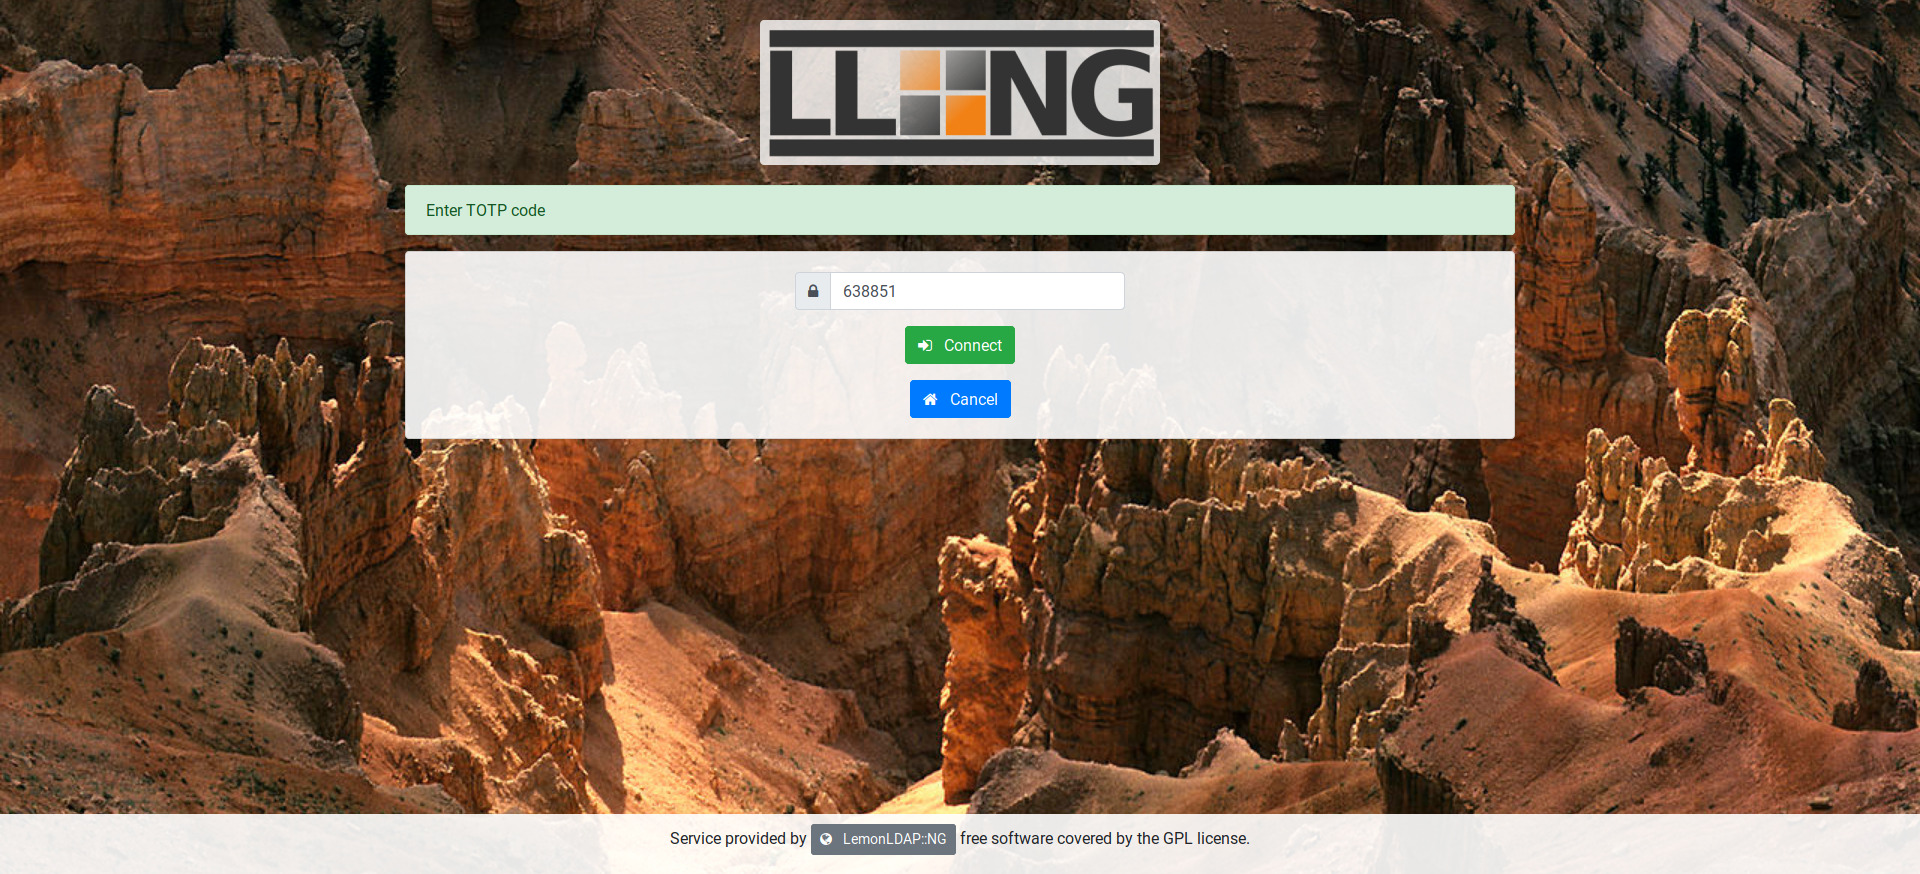 LL NG
Enter TOTP code
638851
Connect
Cancel
Service provided by LemonLDAP::NG free software covered by the GPL license.